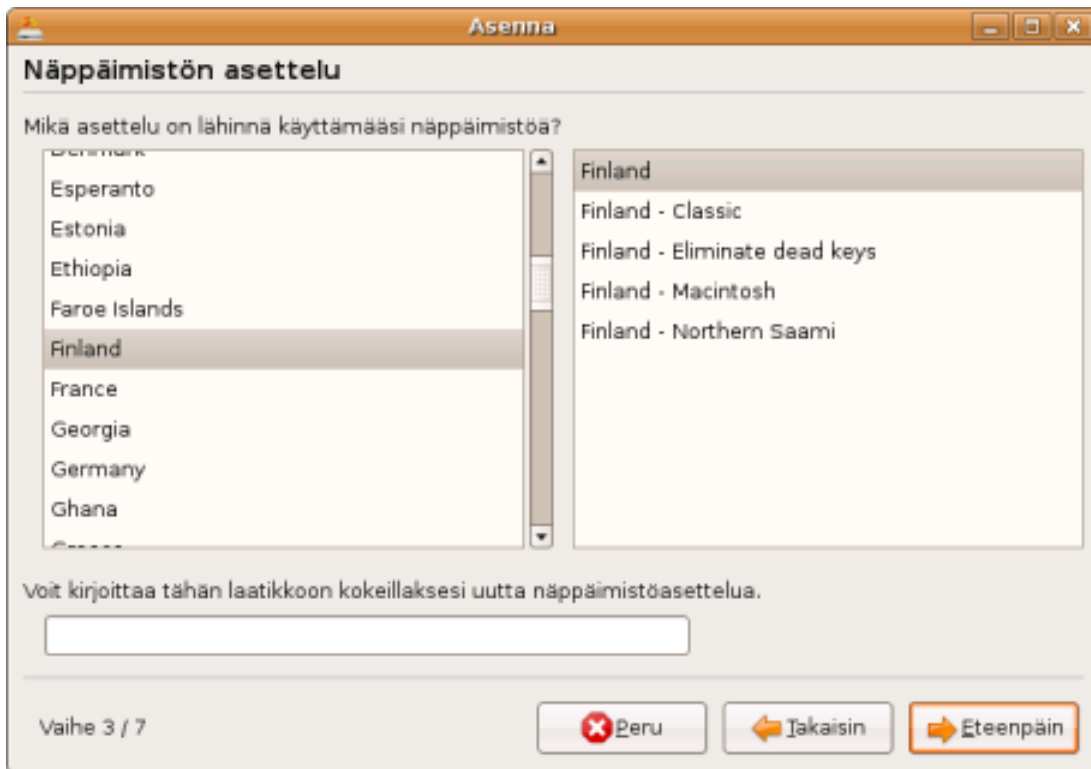 Asenna
Näppäimistön asettelu
Mikä asettelu on lähinnä käyttämääsi näppäimistöä?
Denmark
Esperanto
Estonia
Ethiopia
Faroe Islands
Finland
France
Georgia
Germany
Ghana
Greece
Finland
Finland - Classic
Finland - Eliminate dead keys
Finland - Macintosh
Finland - Northern Saami
Voit kirjoittaa tähän laatikkoon kokeillaksesi uutta näppäimistöasettelua.
Vaihe 3 / 7
Peru
Takaisin
Eteenpäin